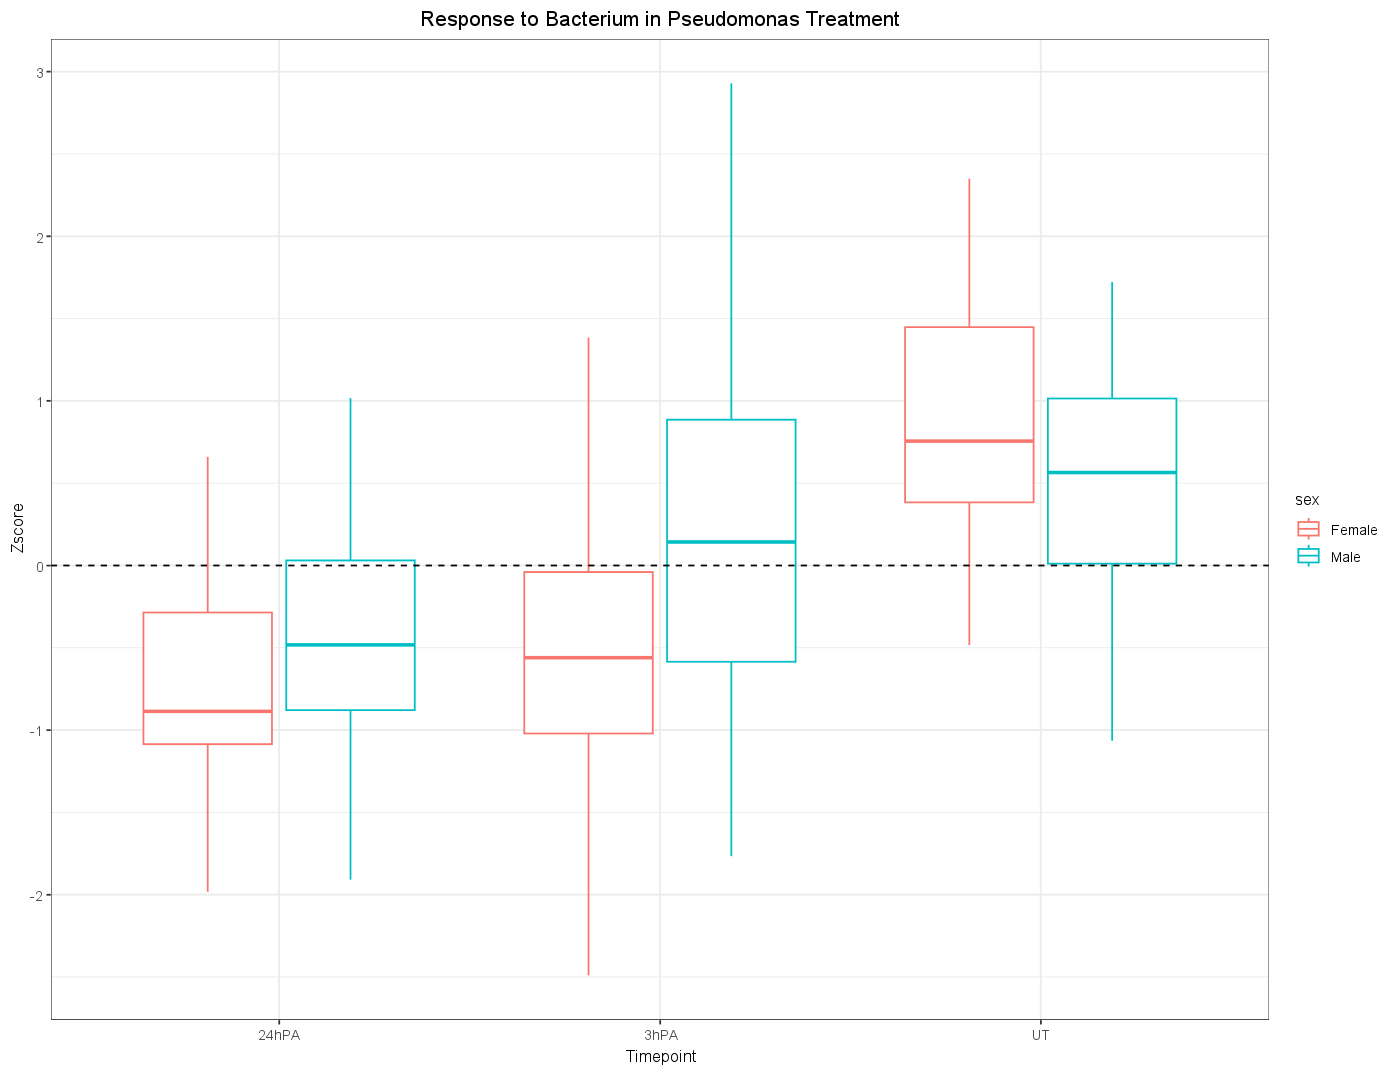 Response to Bacterium in Pseudomonas Treatment
3
2
1
0
-1
-2
Zscore
24hPA
3hPA
UT
Timepoint
sex
Female
Male